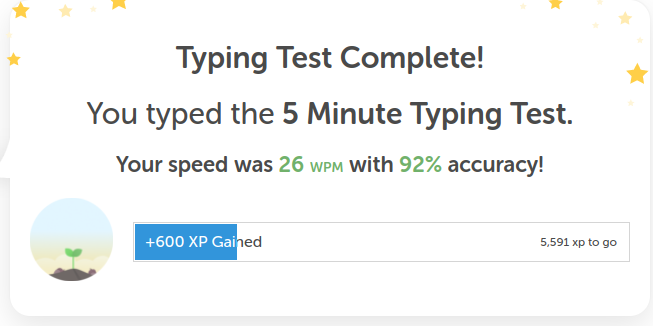 Typing Test Complete!
You typed the 5 Minute Typing Test.
Your speed was 26 WPM with 92% accuracy!
+600 XP Gained
5,591 xp to go